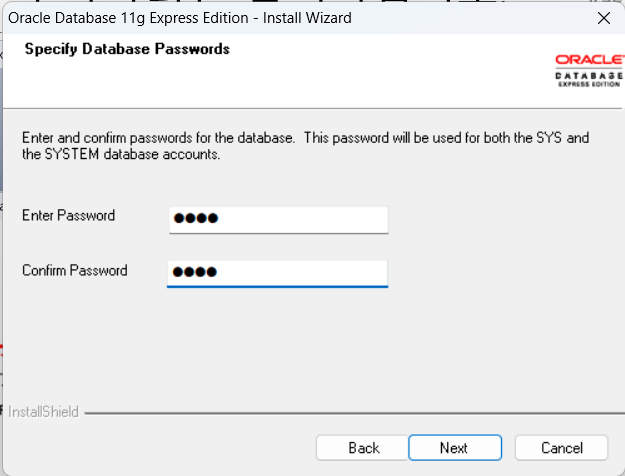 Oracle Database 11g Express Edition - Install Wizard
Specify Database Passwords
ORACLE
DATABASE
EXPRESS EDITION
Enter and confirm passwords for the database. This password will be used for both the SYS and
the SYSTEM database accounts.
Enter Password ●●●●
Confirm Password ●●●●
InstallShield
Back Next Cancel